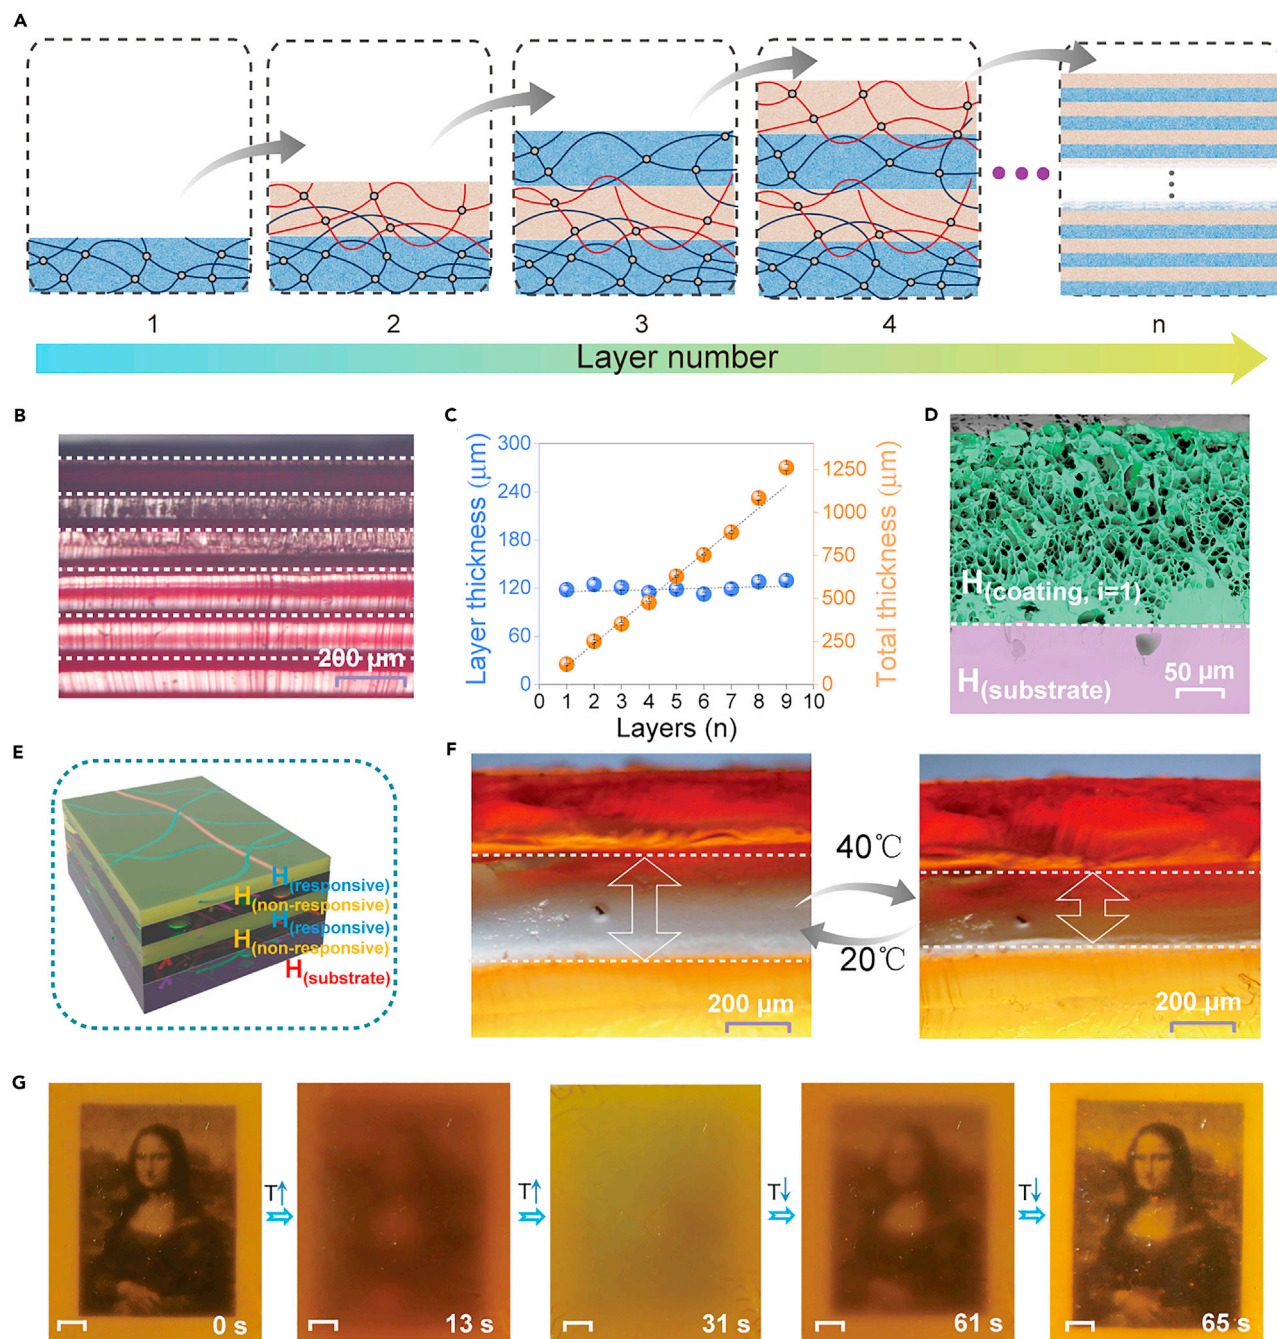 A
1
2
3
4
n
Layer number
B
200 μm
C
Layer thickness (μm)
300
240
180
120
60
0
Total thickness (μm)
1250
1000
750
500
250
0
0 1 2 3 4 5 6 7 8 9 10
Layers (n)
D
H(coating, i=1)
H(substrate)
50 μm
E
H(responsive)
H(non-responsive)
H(responsive)
H(non-responsive)
H(substrate)
F
200 μm
40℃
20℃
200 μm
G
0 s
T↑
13 s
T↑
31 s
T↓
61 s
T↓
65 s